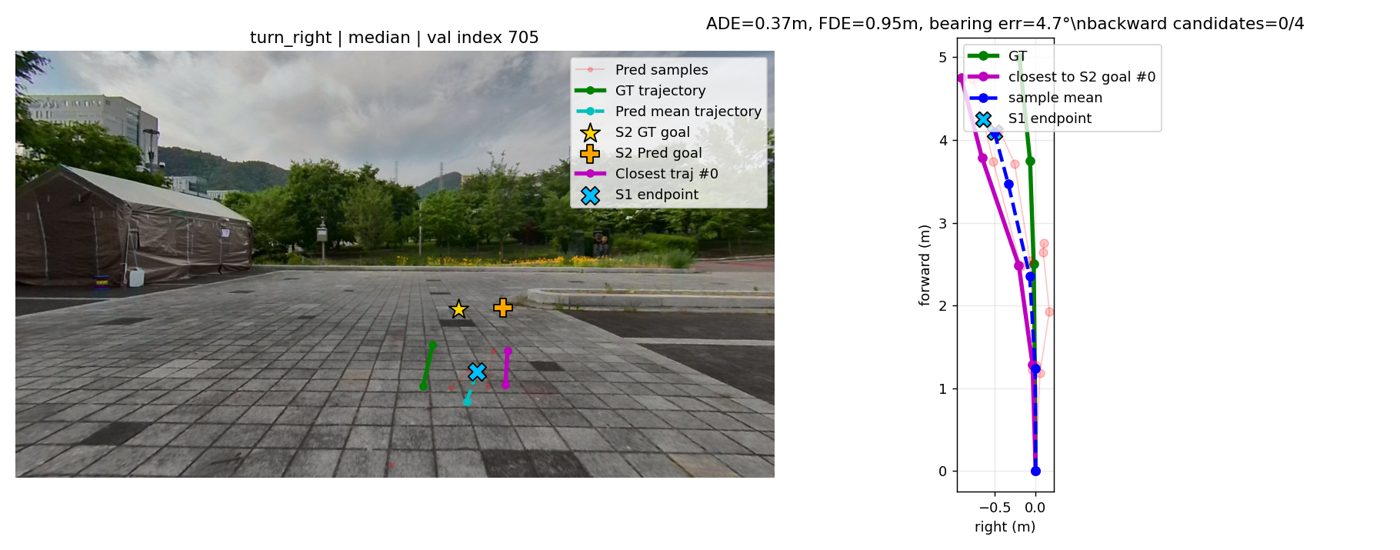 ADE=0.37m, FDE=0.95m, bearing err=4.7°\nbackward candidates=0/4
turn_right | median | val index 705
Pred samples
GT trajectory
Pred mean trajectory
S2 GT goal
S2 Pred goal
Closest traj #0
S1 endpoint
GT
closest to S2 goal #0
sample mean
S1 endpoint
5
4
3
2
1
0
forward (m)
−0.5 0.0
right (m)